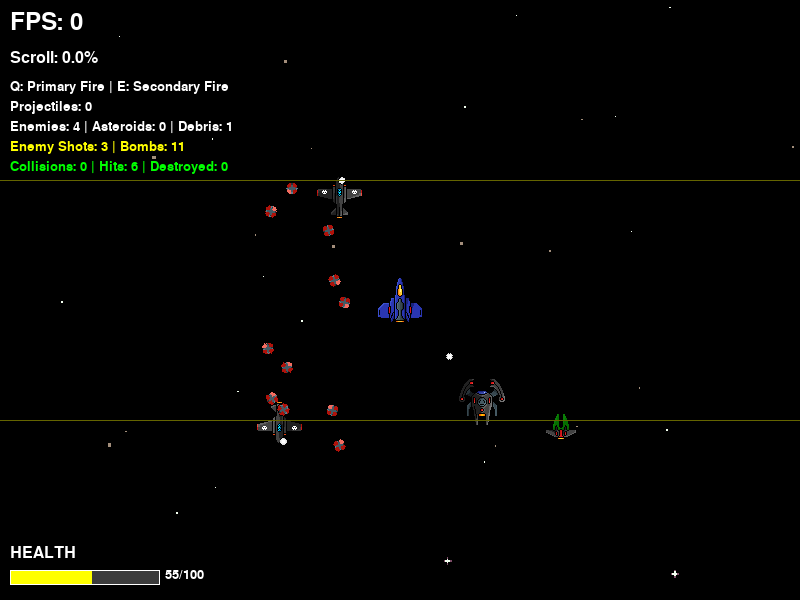 FPS: 0
Scroll: 0.0%
Q: Primary Fire | E: Secondary Fire
Projectiles: 0
Enemies: 4 | Asteroids: 0 | Debris: 1
Enemy Shots: 3 | Bombs: 11
Collisions: 0 | Hits: 6 | Destroyed: 0
HEALTH
55/100